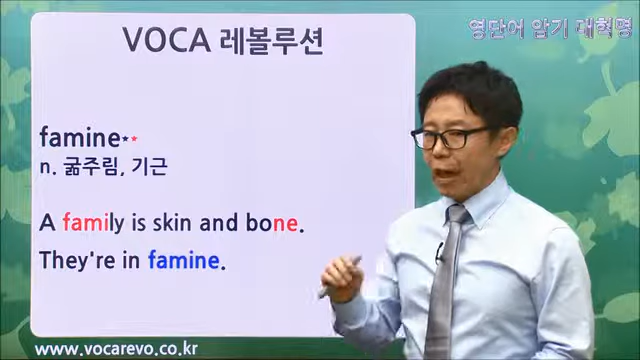 VOCA 레볼루션
영단어 암기 대혁명
famine**
n. 굶주림, 기근
A family is skin and bone.
They're in famine.
www.vocarevo.co.kr